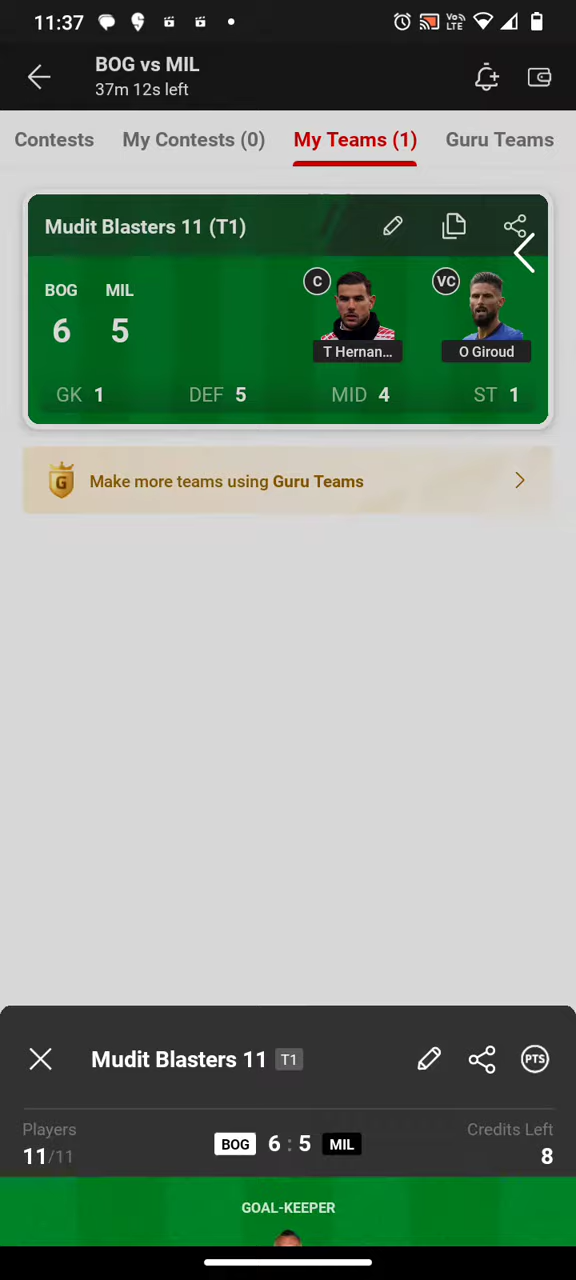 11:37
Vo) LTE
BOG vs MIL
37m 12s left
Contests My Contests (0) My Teams (1) Guru Teams
Mudit Blasters 11 (T1)
BOG MIL
6 5
C VC
T Hernan... O Giroud
GK 1 DEF 5 MID 4 ST 1
G Make more teams using Guru Teams
Mudit Blasters 11 T1 PTS
Players Credits Left
11/11 BOG 6 : 5 MIL 8
GOAL-KEEPER